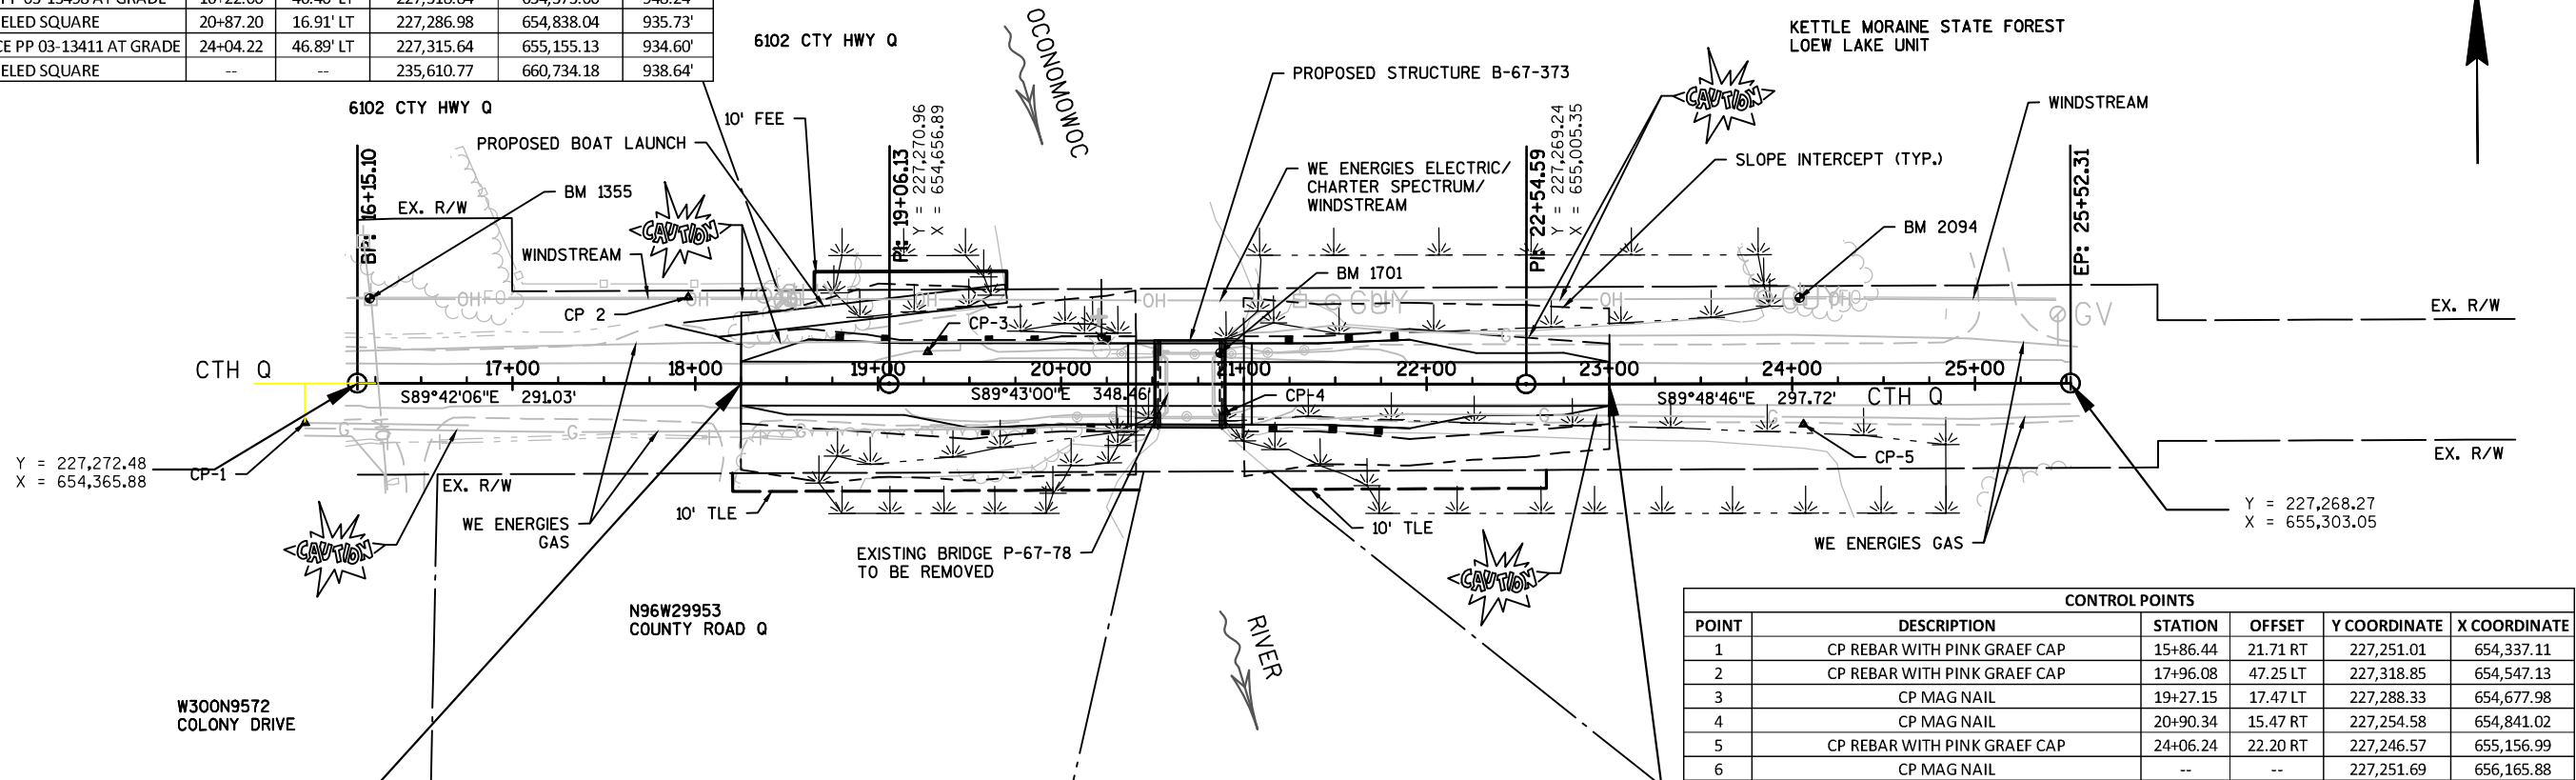 ELED SQUARE 20+87.20 16.91' LT 227,286.98 654,838.04 935.73'
CE PP 03-13411 AT GRADE 24+04.22 46.89' LT 227,315.64 655,155.13 934.60'
ELED SQUARE -- -- 235,610.77 660,734.18 938.64'
6102 CTY HWY Q
OCONOMOWOC
KETTLE MORAINE STATE FOREST
LOEW LAKE UNIT
PROPOSED STRUCTURE B-67-373
CAUTION
WINDSTREAM
6102 CTY HWY Q
10' FEE
PROPOSED BOAT LAUNCH
BP: 16+15.10
PI: 19+06.13
Y = 227,270.96
X = 654,656.89
PI: 22+54.59
Y = 227,269.24
X = 655,005.35
EP: 25+52.31
WE ENERGIES ELECTRIC/
CHARTER SPECTRUM/
WINDSTREAM
SLOPE INTERCEPT (TYP.)
BM 1355
EX. R/W
CAUTION
BM 2094
WINDSTREAM
BM 1701
OH
OH
OH
OH
OH
GUY
GV
EX. R/W
CP 2
CP-3
CTH Q
17+00
18+00
19+00
20+00
21+00
22+00
23+00
24+00
25+00
S89°42'06"E 291.03'
S89°43'00"E 348.46'
CP-4
S89°48'46"E 297.72'
CTH Q
G
G
G
G
G
CP-1
Y = 227,272.48
X = 654,365.88
EX. R/W
CP-5
EX. R/W
10' TLE
10' TLE
WE ENERGIES
GAS
CAUTION
EXISTING BRIDGE P-67-78
TO BE REMOVED
CAUTION
WE ENERGIES GAS
Y = 227,268.27
X = 655,303.05
N96W29953
COUNTY ROAD Q
RIVER
W300N9572
COLONY DRIVE
CONTROL POINTS
POINT DESCRIPTION STATION OFFSET Y COORDINATE X COORDINATE
1 CP REBAR WITH PINK GRAEF CAP 15+86.44 21.71 RT 227,251.01 654,337.11
2 CP REBAR WITH PINK GRAEF CAP 17+96.08 47.25 LT 227,318.85 654,547.13
3 CP MAG NAIL 19+27.15 17.47 LT 227,288.33 654,677.98
4 CP MAG NAIL 20+90.34 15.47 RT 227,254.58 654,841.02
5 CP REBAR WITH PINK GRAEF CAP 24+06.24 22.20 RT 227,246.57 655,156.99
6 CP MAG NAIL -- -- 227,251.69 656,165.88